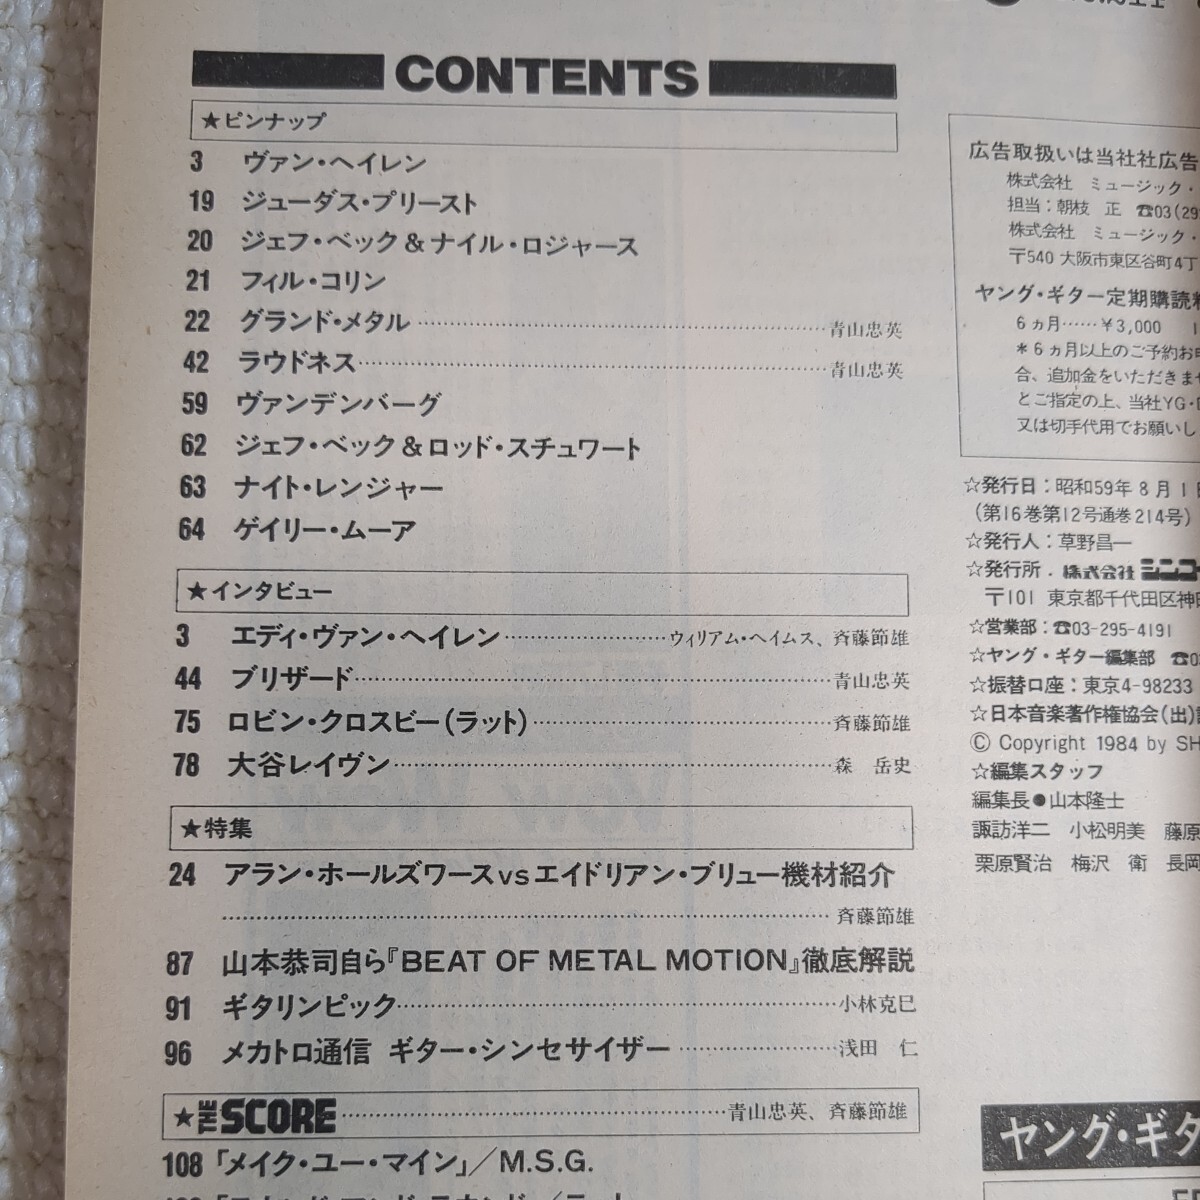 CONTENTS
★ピンナップ
3 ヴァン・ヘイレン
19 ジューダス・プリースト
20 ジェフ・ベック&ナイル・ロジャース
21 フィル・コリン
22 グランド・メタル……青山忠英
42 ラウドネス……青山忠英
59 ヴァンデンバーグ
62 ジェフ・ベック&ロッド・スチュワート
63 ナイト・レンジャー
64 ゲイリー・ムーア
★インタビュー
3 エディ・ヴァン・ヘイレン……ウィリアム・ヘイムス、斉藤節雄
44 ブリザード……青山忠英
75 ロビン・クロスビー(ラット)……斉藤節雄
78 大谷レイヴン……森 岳史
★特集
24 アラン・ホールズワースvsエイドリアン・ブリュー機材紹介
……斉藤節雄
87 山本恭司自ら『BEAT OF METAL MOTION』徹底解説
91 ギタリンピック……小林克巳
96 メカトロ通信 ギター・シンセサイザー……浅田 仁
★THE SCORE……青山忠英、斉藤節雄
108「メイク・ユー・マイン」/M.S.G.
広告取扱いは当社社広告
株式会社 ミュージック・
担当:朝枝 正 ☎03(29
株式会社 ミュージック・
〒540 大阪市東区谷町4丁
ヤング・ギター定期購読料
6ヵ月……¥3,000
*6ヵ月以上のご予約お申
合、追加金をいただきませ
とご指定の上、当社YG・
又は切手代用でお願いし
☆発行日:昭和59年8月1日
(第16巻第12号通巻214号)
☆発行人:草野昌一
☆発行所.株式会社シンコー
〒101 東京都千代田区神田
☆営業部:☎03-295-4191
☆ヤング・ギター編集部 ☎0
☆振替口座:東京4-98233
☆日本音楽著作権協会(出)
© Copyright 1984 by SH
☆編集スタッフ
編集長●山本隆士
諏訪洋二 小松明美 藤原
栗原賢治 梅沢 衛 長岡
ヤング・ギタ